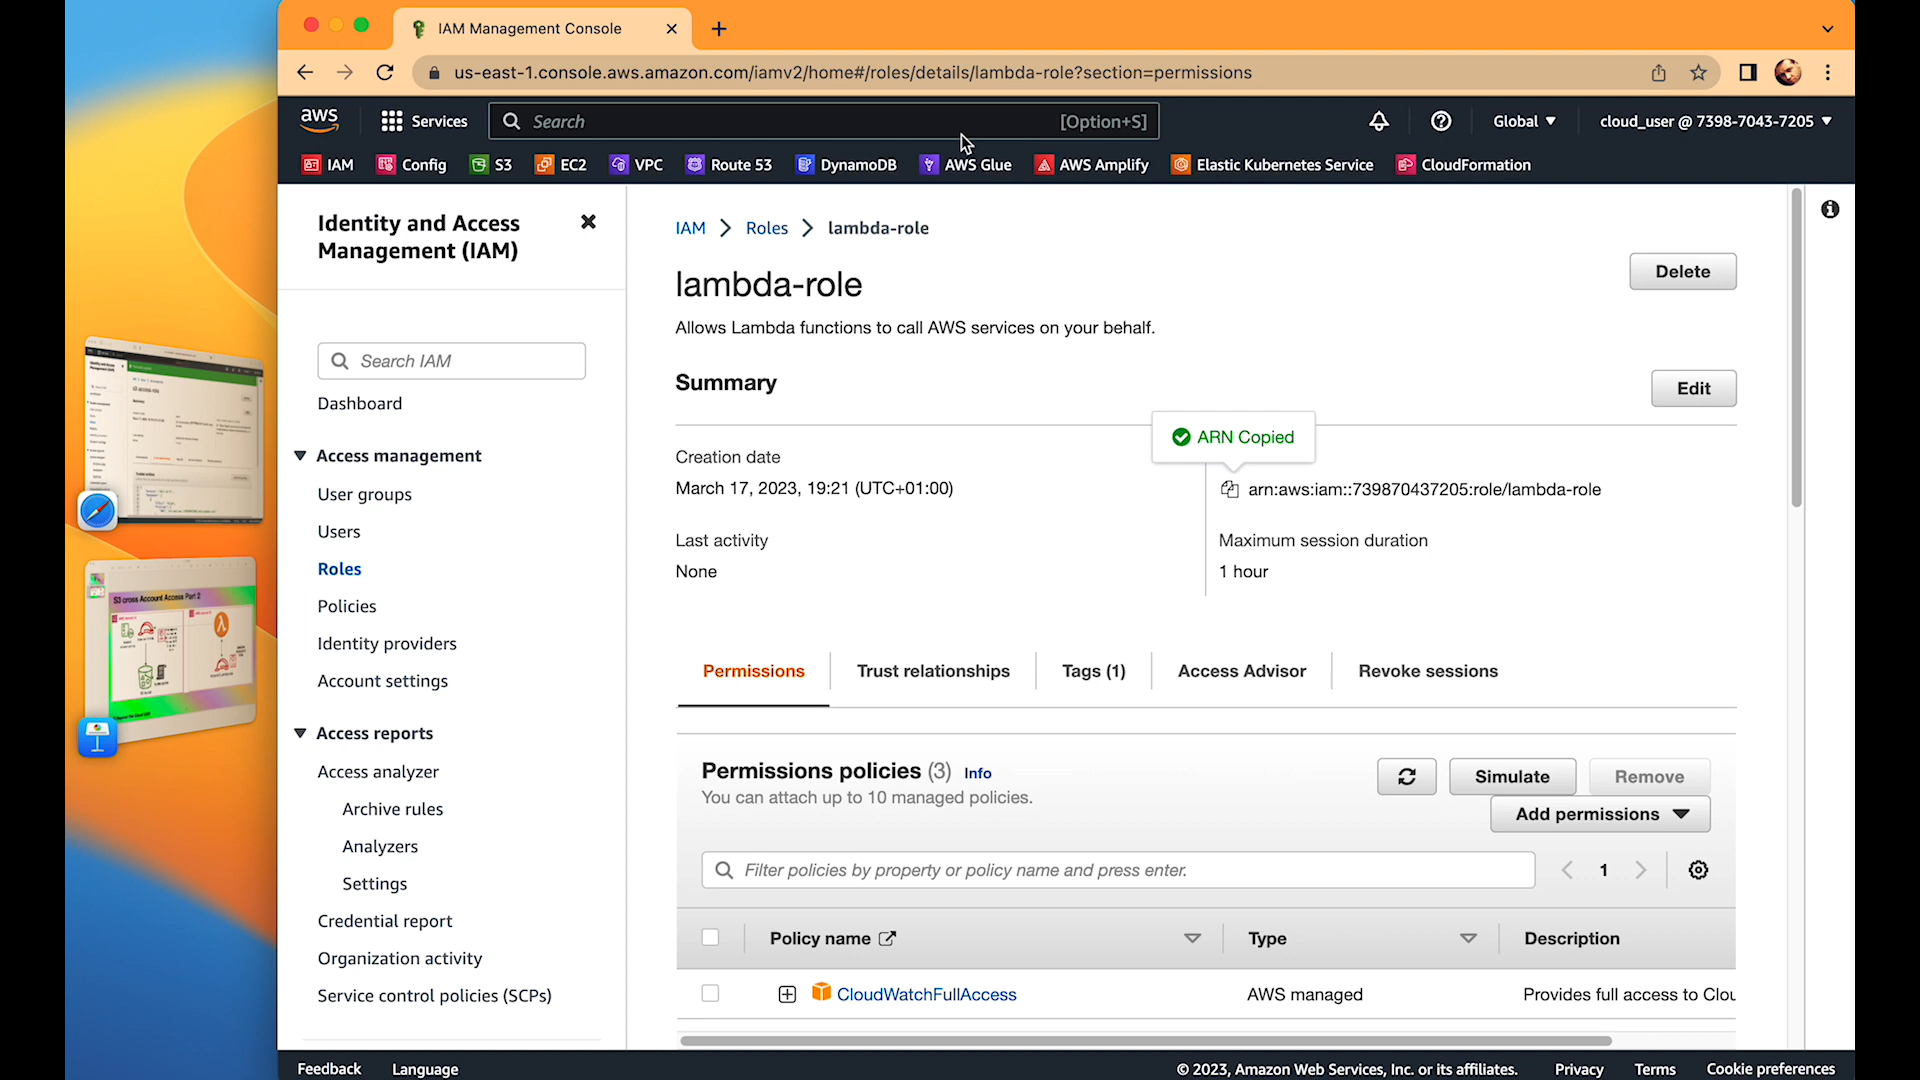 IAM Management Console
us-east-1.console.aws.amazon.com/iamv2/home#/roles/details/lambda-role?section=permissions
aws
Services
Search
[Option+S]
Global
cloud_user @ 7398-7043-7205
IAM
Config
S3
EC2
VPC
Route 53
DynamoDB
AWS Glue
AWS Amplify
Elastic Kubernetes Service
CloudFormation
Identity and Access
Management (IAM)
Search IAM
Dashboard
Access management
User groups
Users
Roles
Policies
Identity providers
Account settings
Access reports
Access analyzer
Archive rules
Analyzers
Settings
Credential report
Organization activity
Service control policies (SCPs)
IAM
Roles
lambda-role
lambda-role
Delete
Allows Lambda functions to call AWS services on your behalf.
Summary
Edit
ARN Copied
Creation date
March 17, 2023, 19:21 (UTC+01:00)
arn:aws:iam::739870437205:role/lambda-role
Last activity
None
Maximum session duration
1 hour
Permissions
Trust relationships
Tags (1)
Access Advisor
Revoke sessions
Permissions policies (3) Info
You can attach up to 10 managed policies.
Simulate
Remove
Add permissions
Filter policies by property or policy name and press enter.
1
Policy name
Type
Description
CloudWatchFullAccess
AWS managed
Provides full access to Clou
S3 cross Account Access Part 2
Feedback
Language
© 2023, Amazon Web Services, Inc. or its affiliates.
Privacy
Terms
Cookie preferences